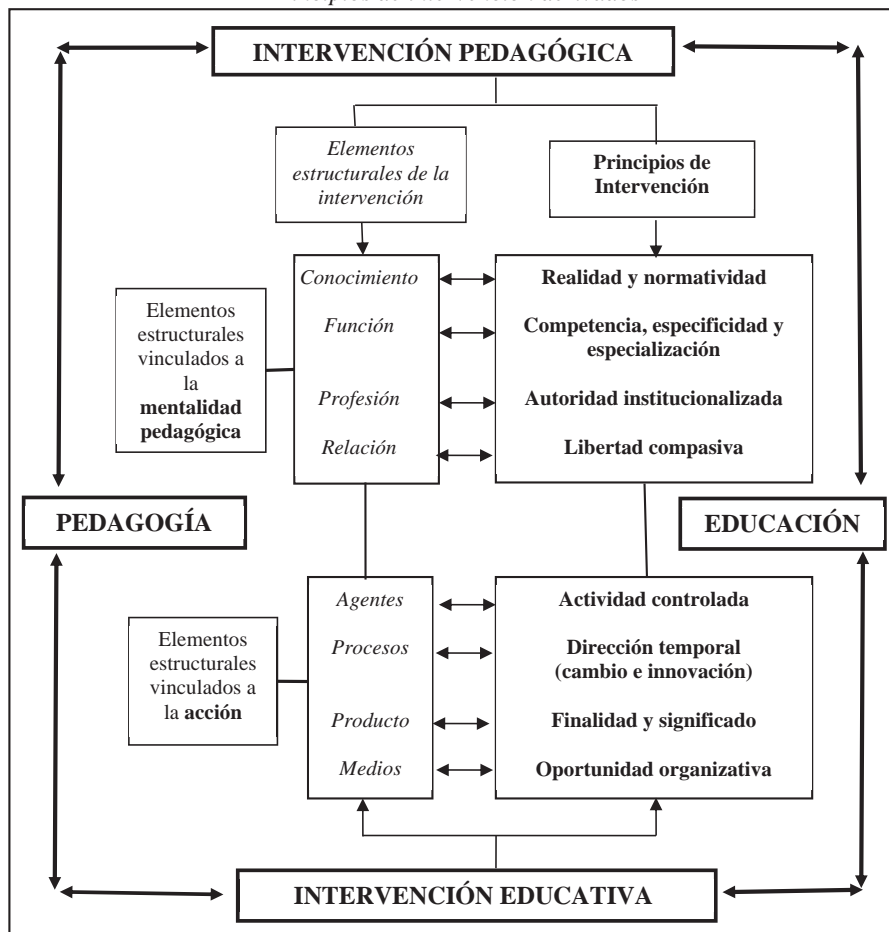 INTERVENCIÓN PEDAGÓGICA
Elementos
estructurales de la
intervención
Principios de
Intervención
Elementos
estructurales
vinculados a
la
mentalidad
pedagógica
Conocimiento
Función
Profesión
Relación
Realidad y normatividad
Competencia, especificidad y
especialización
Autoridad institucionalizada
Libertad compasiva
PEDAGOGÍA
EDUCACIÓN
Elementos
estructurales
vinculados a
la acción
Agentes
Procesos
Producto
Medios
Actividad controlada
Dirección temporal
(cambio e innovación)
Finalidad y significado
Oportunidad organizativa
INTERVENCIÓN EDUCATIVA